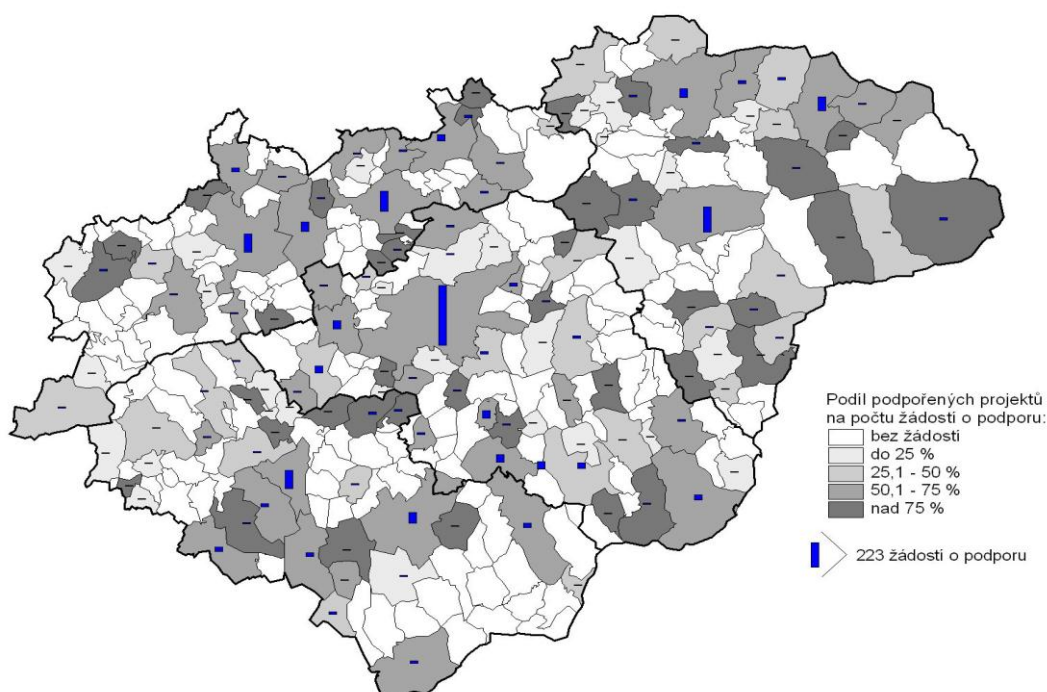 Podíl podpořených projektů
na počtu žádostí o podporu:
bez žádostí
do 25 %
25,1 - 50 %
50,1 - 75 %
nad 75 %
223 žádostí o podporu